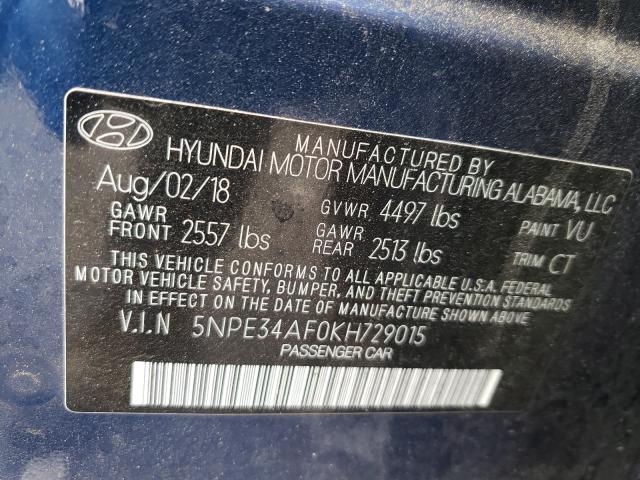 MANUFACTURED BY
HYUNDAI MOTOR MANUFACTURING ALABAMA, LLC
Aug/02/18 GVWR 4497 lbs PAINT VU
GAWR FRONT 2557 lbs GAWR REAR 2513 lbs TRIM CT
THIS VEHICLE CONFORMS TO ALL APPLICABLE U.S.A. FEDERAL
MOTOR VEHICLE SAFETY, BUMPER, AND THEFT PREVENTION STANDARDS
IN EFFECT ON THE DATE OF MANUFACTURE SHOWN ABOVE.
V.I.N 5NPE34AF0KH729015
PASSENGER CAR